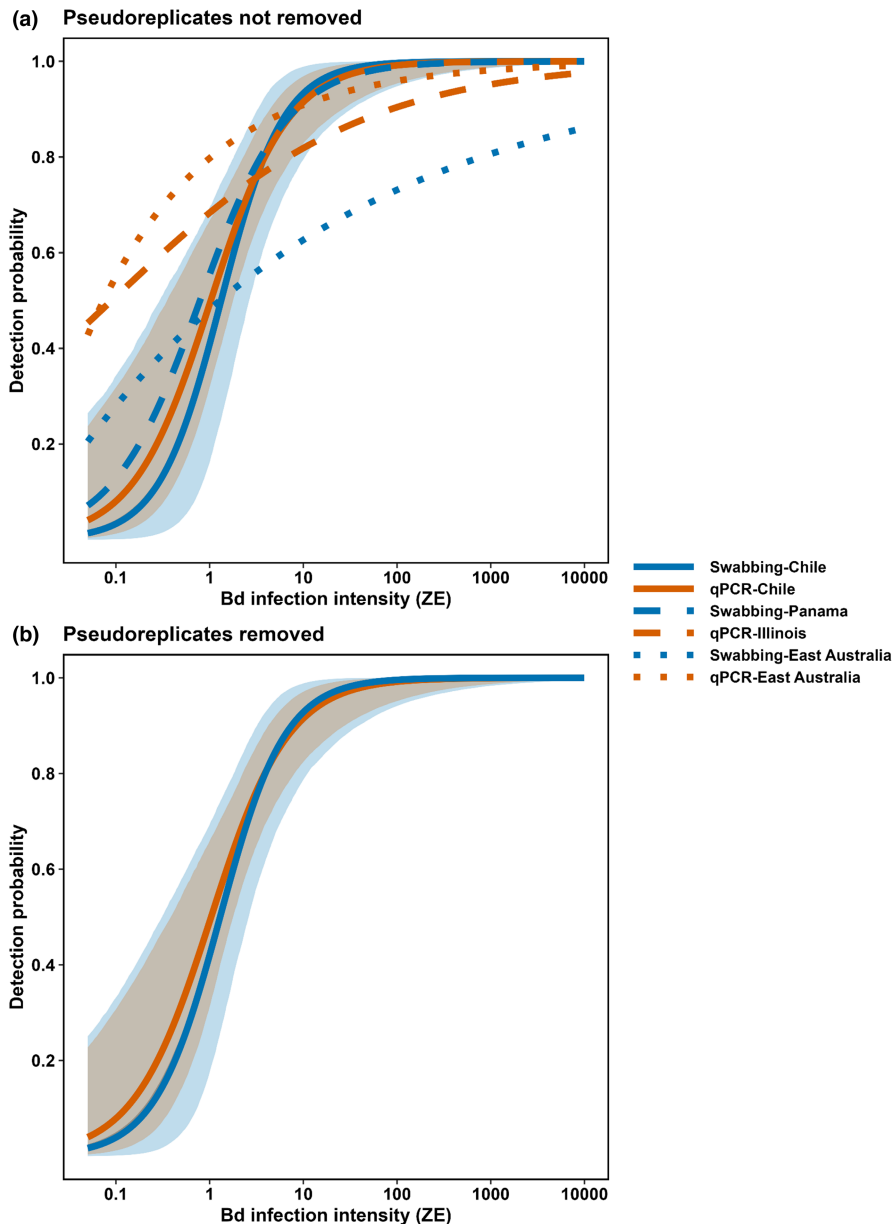 (a) Pseudoreplicates not removed
1.0
0.8
0.6
0.4
0.2
Detection probability
0.1 1 10 100 1000 10000
Bd infection intensity (ZE)
Swabbing-Chile
qPCR-Chile
Swabbing-Panama
qPCR-Illinois
Swabbing-East Australia
qPCR-East Australia
(b) Pseudoreplicates removed
1.0
0.8
0.6
0.4
0.2
Detection probability
0.1 1 10 100 1000 10000
Bd infection intensity (ZE)